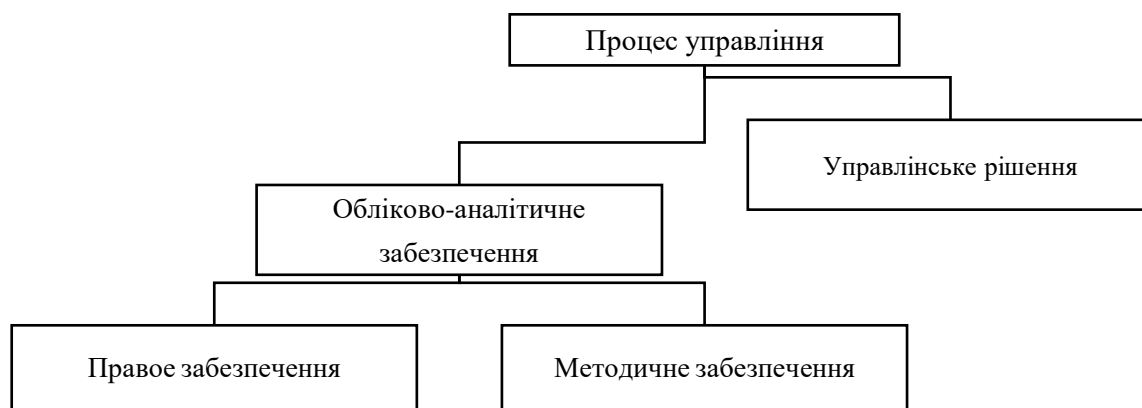 Процес управління
Управлінське рішення
Обліково-аналітичне
забезпечення
Правое забезпечення
Методичне забезпечення